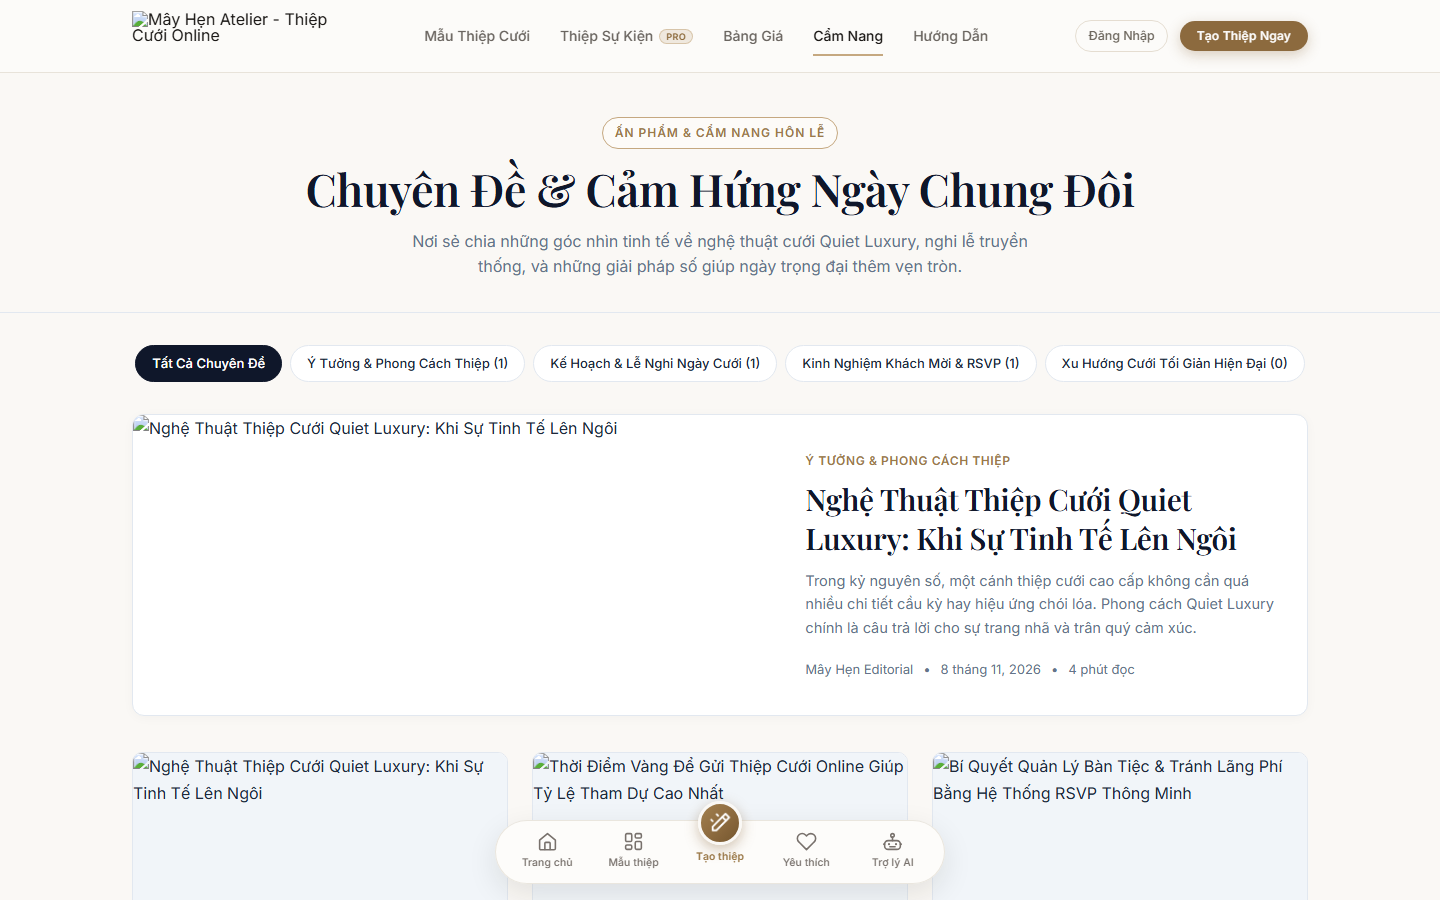 Mây Hẹn Atelier - Thiệp
Cưới Online
Mẫu Thiệp Cưới
Thiệp Sự Kiện PRO
Bảng Giá
Cẩm Nang
Hướng Dẫn
Đăng Nhập
Tạo Thiệp Ngay
ẤN PHẨM & CẨM NANG HÔN LỄ
Chuyên Đề & Cảm Hứng Ngày Chung Đôi
Nơi sẻ chia những góc nhìn tinh tế về nghệ thuật cưới Quiet Luxury, nghi lễ truyền
thống, và những giải pháp số giúp ngày trọng đại thêm vẹn tròn.
Tất Cả Chuyên Đề
Ý Tưởng & Phong Cách Thiệp (1)
Kế Hoạch & Lễ Nghi Ngày Cưới (1)
Kinh Nghiệm Khách Mời & RSVP (1)
Xu Hướng Cưới Tối Giản Hiện Đại (0)
Nghệ Thuật Thiệp Cưới Quiet Luxury: Khi Sự Tinh Tế Lên Ngôi
Ý TƯỞNG & PHONG CÁCH THIỆP
Nghệ Thuật Thiệp Cưới Quiet
Luxury: Khi Sự Tinh Tế Lên Ngôi
Trong kỷ nguyên số, một cánh thiệp cưới cao cấp không cần quá
nhiều chi tiết cầu kỳ hay hiệu ứng chói lóa. Phong cách Quiet Luxury
chính là câu trả lời cho sự trang nhã và trân quý cảm xúc.
Mây Hẹn Editorial • 8 tháng 11, 2026 • 4 phút đọc
Nghệ Thuật Thiệp Cưới Quiet Luxury: Khi Sự
Tinh Tế Lên Ngôi
Thời Điểm Vàng Để Gửi Thiệp Cưới Online Giúp
Tỷ Lệ Tham Dự Cao Nhất
Bí Quyết Quản Lý Bàn Tiệc & Tránh Lãng Phí
Bằng Hệ Thống RSVP Thông Minh
Trang chủ
Mẫu thiệp
Tạo thiệp
Yêu thích
Trợ lý AI